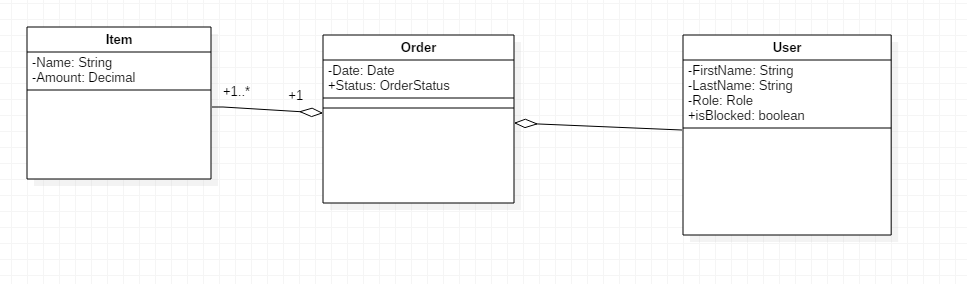 Item
-Name: String
-Amount: Decimal
+1..*
+1
Order
-Date: Date
+Status: OrderStatus
User
-FirstName: String
-LastName: String
-Role: Role
+isBlocked: boolean